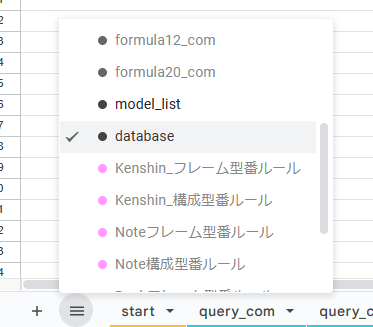 formula12_com
formula20_com
model_list
database
Kenshin_フレーム型番ルール
Kenshin_構成型番ルール
Noteフレーム型番ルール
Note構成型番ルール
start
query_com
query_c